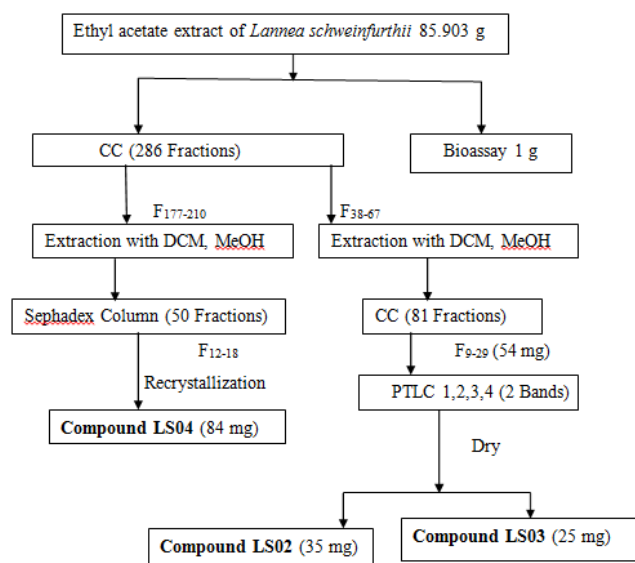 Ethyl acetate extract of Lannea schweinfurthii 85.903 g
CC (286 Fractions)
Bioassay 1 g
F177-210
F38-67
Extraction with DCM, MeOH
Extraction with DCM, MeOH
Sephadex Column (50 Fractions)
CC (81 Fractions)
F12-18
F9-29 (54 mg)
Recrystallization
PTLC 1,2,3,4 (2 Bands)
Compound LS04 (84 mg)
Dry
Compound LS02 (35 mg)
Compound LS03 (25 mg)